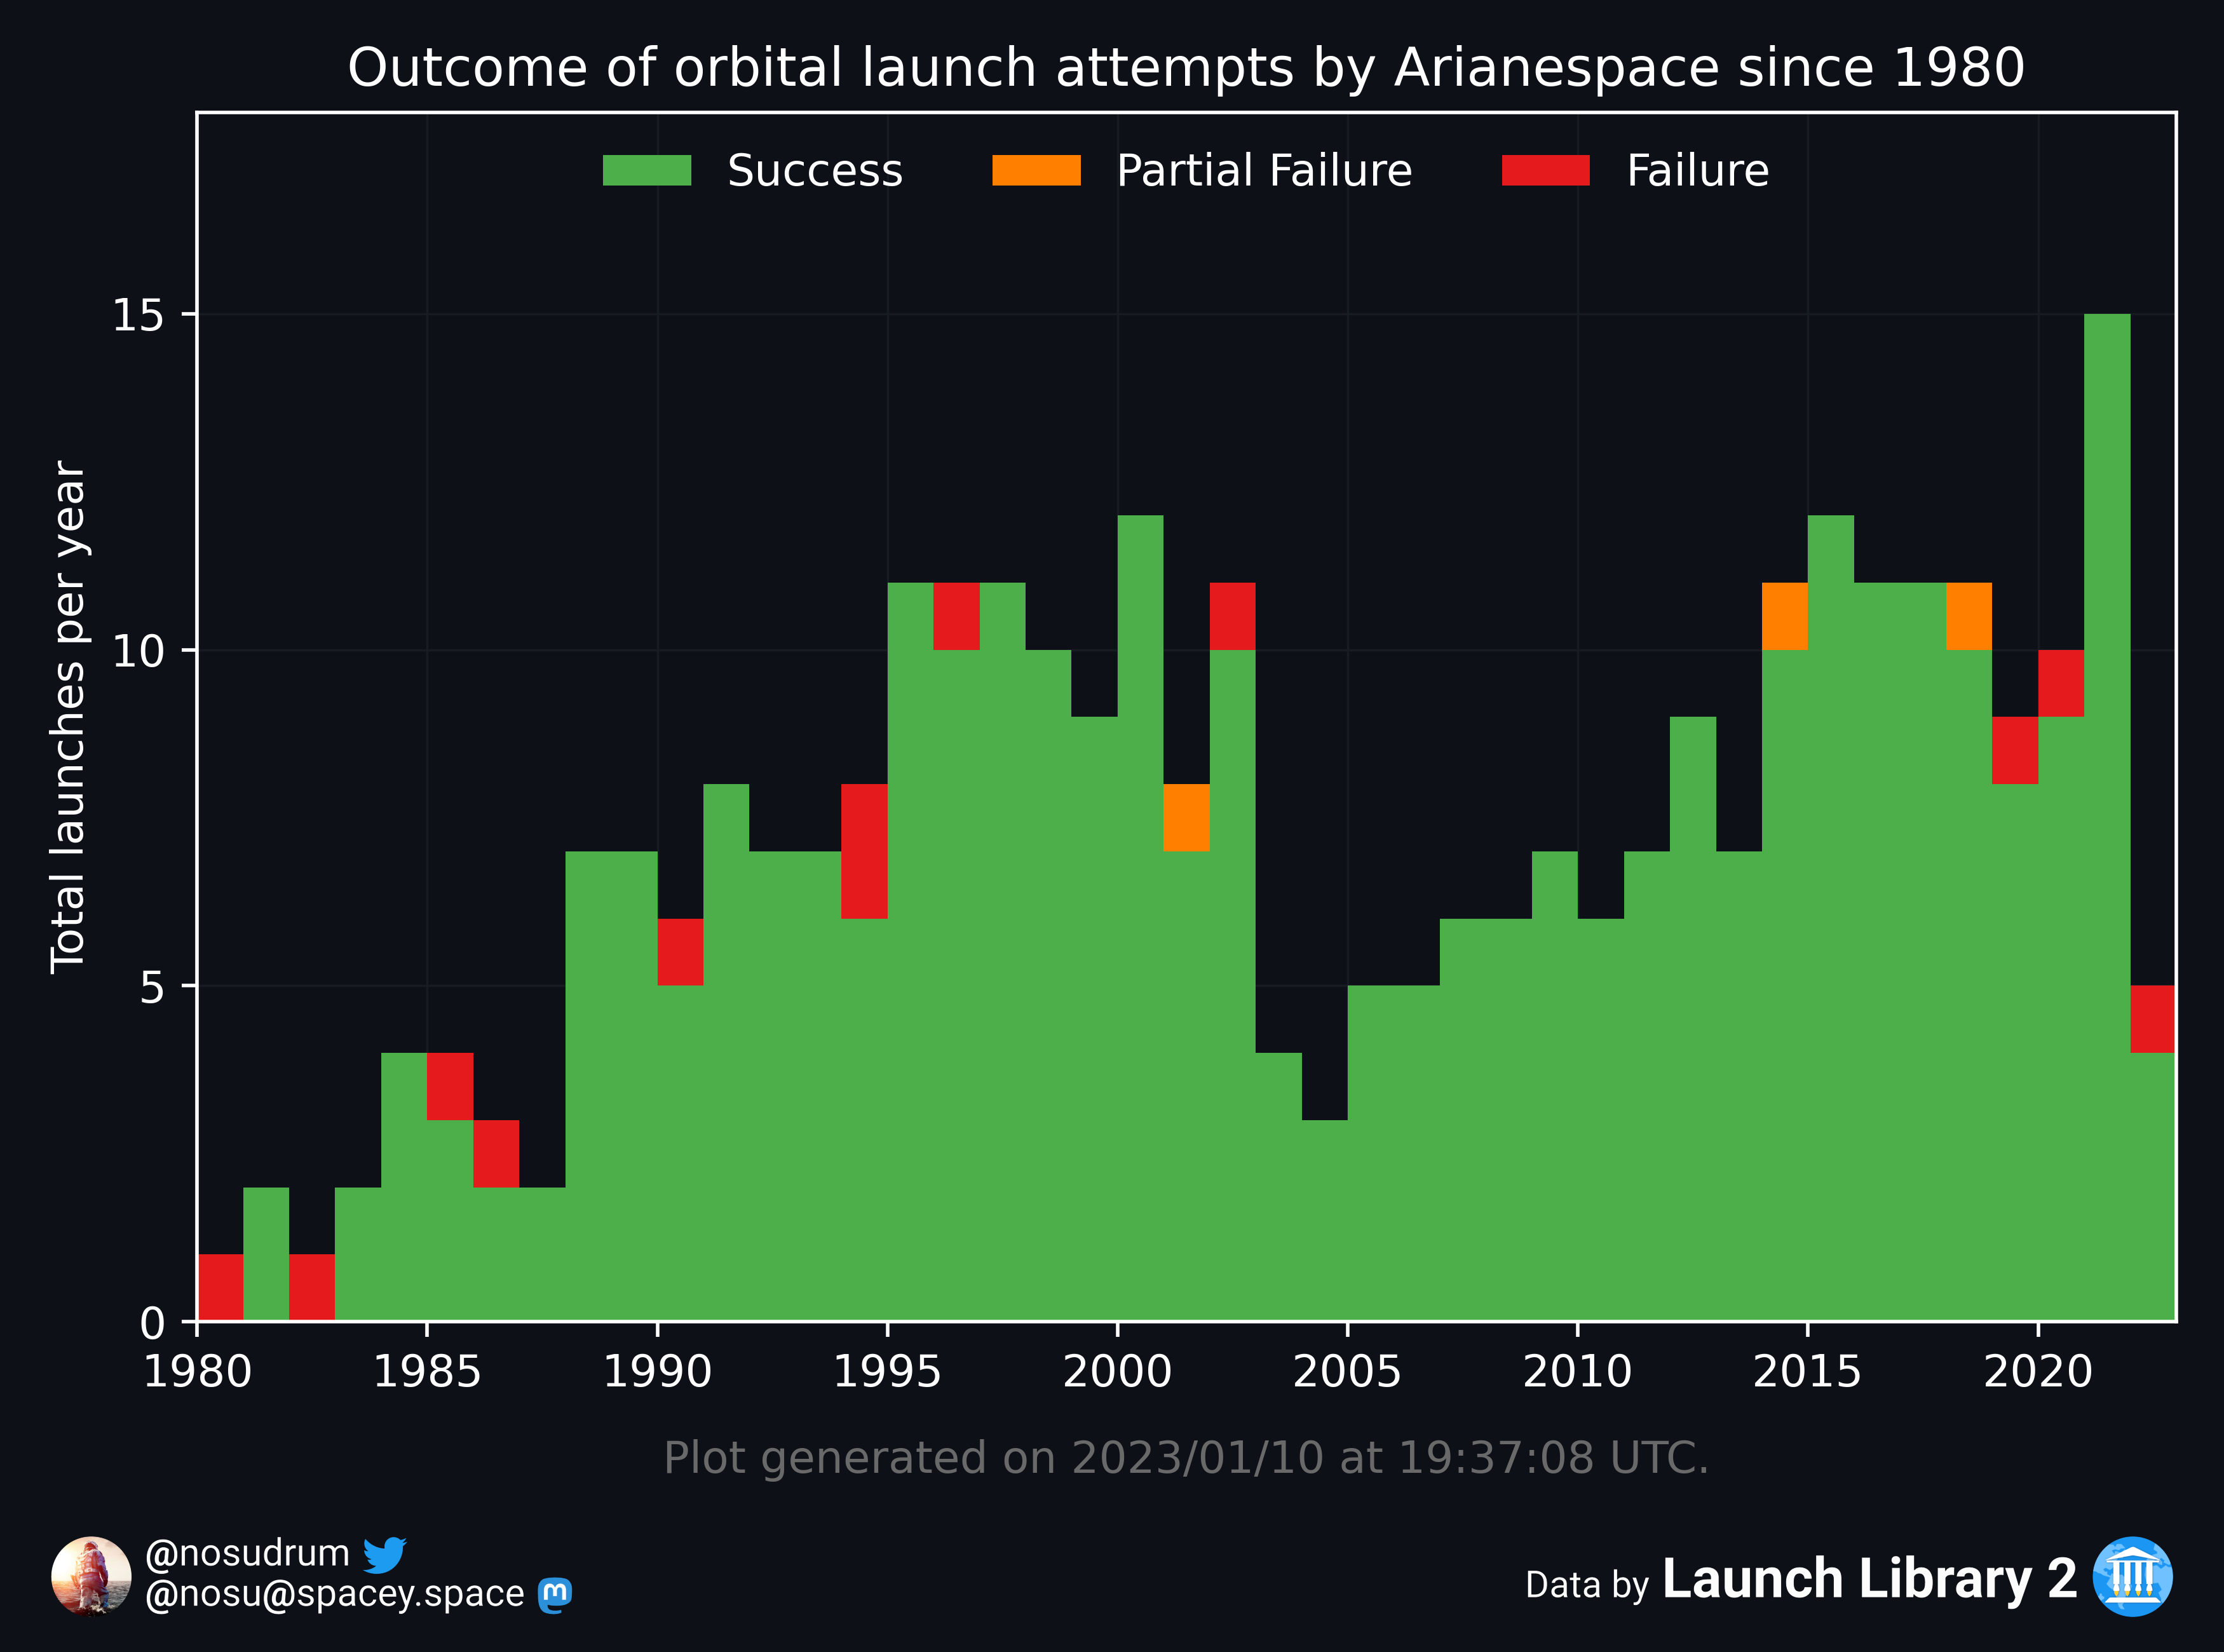 Outcome of orbital launch attempts by Arianespace since 1980
Success Partial Failure Failure
Total launches per year
15
10
5
0
1980 1985 1990 1995 2000 2005 2010 2015 2020
Plot generated on 2023/01/10 at 19:37:08 UTC.
@nosudrum
@nosu@spacey.space
Data by Launch Library 2